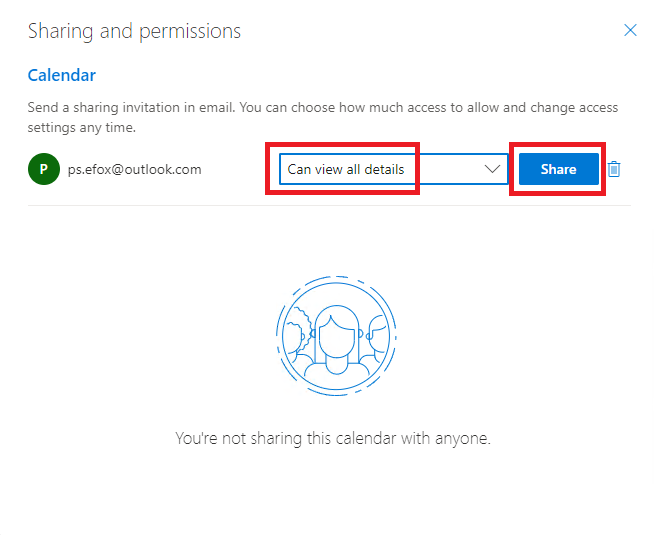 Sharing and permissions
Calendar
Send a sharing invitation in email. You can choose how much access to allow and change access
settings any time.
P ps.efox@outlook.com Can view all details Share
You're not sharing this calendar with anyone.